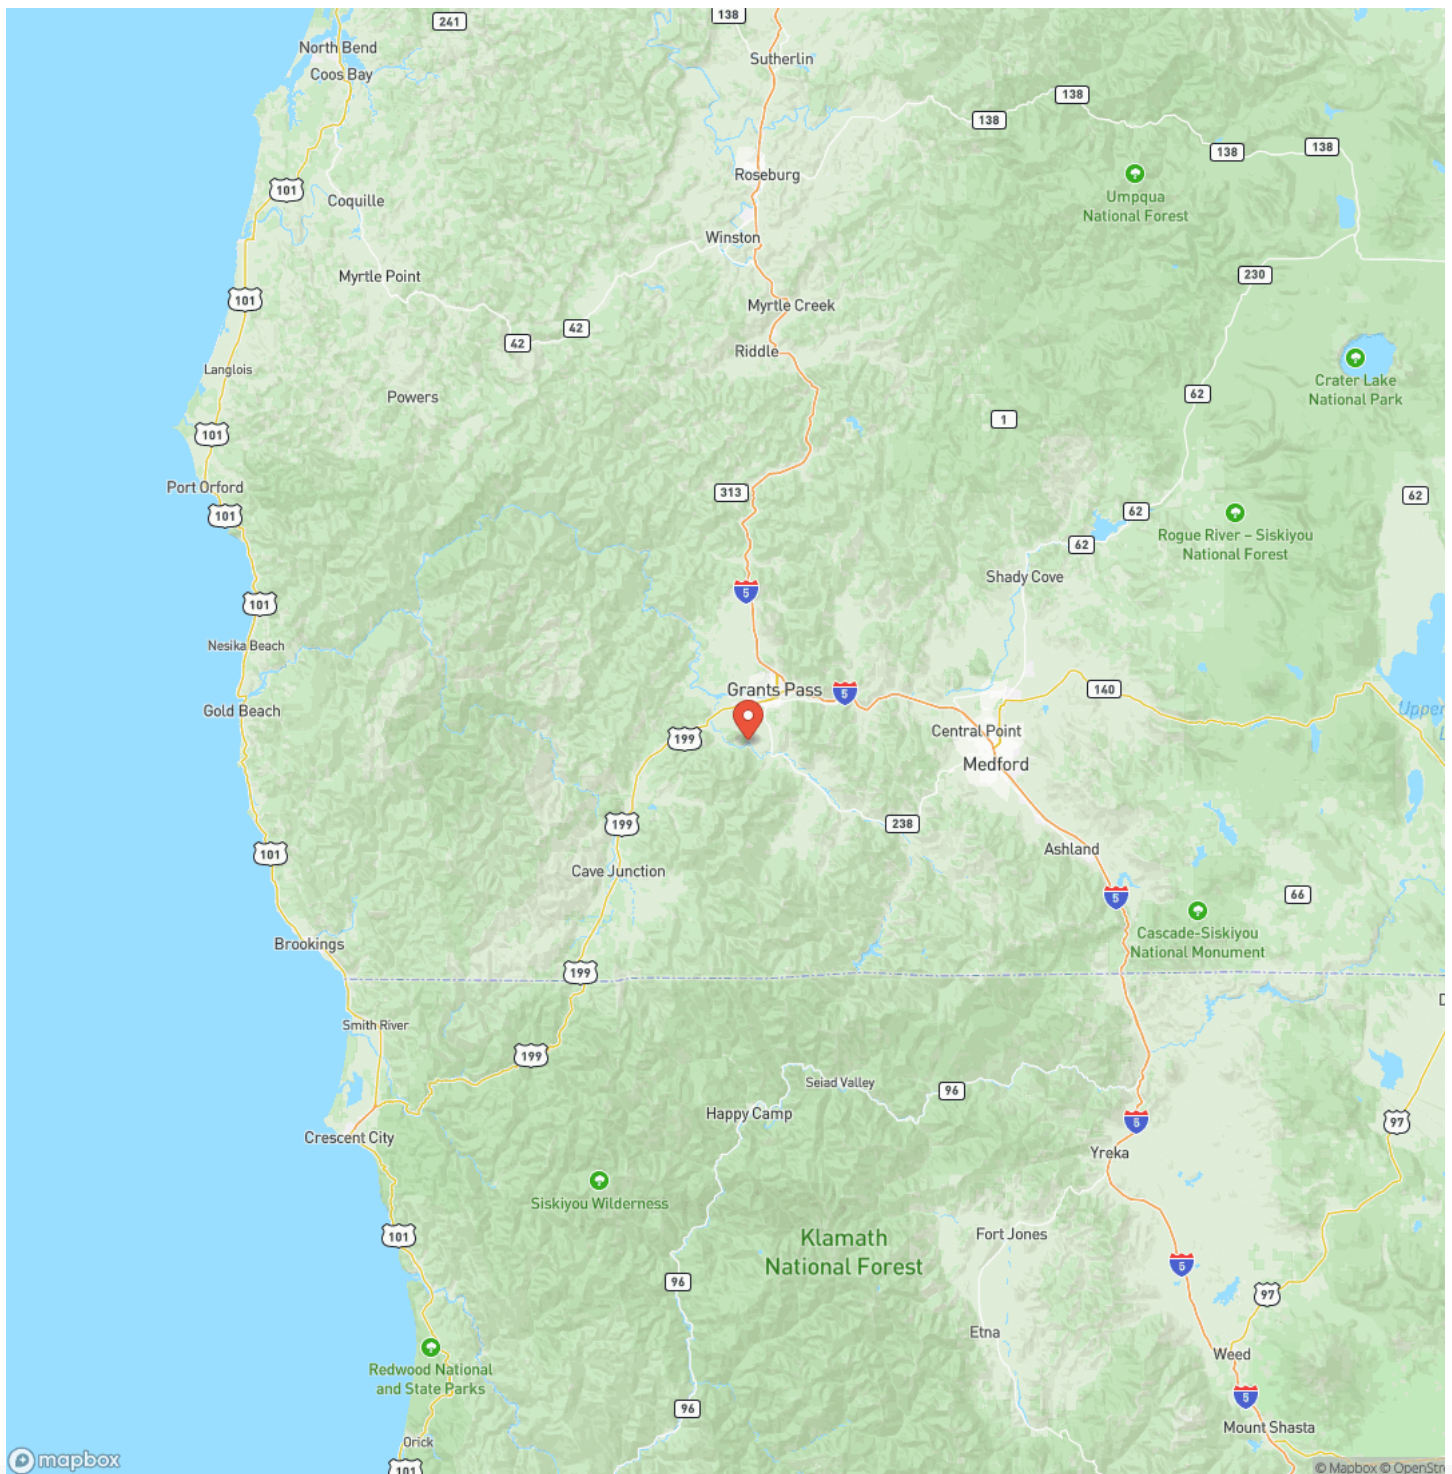 241
138
North Bend
Coos Bay
Sutherlin
138
138
138
138
101
Roseburg
Umpqua
National Forest
Coquille
Winston
Myrtle Point
230
101
Myrtle Creek
42
42
Riddle
Langlois
Crater Lake
National Park
Powers
62
1
101
Port Orford
313
62
62
101
Rogue River – Siskiyou
National Forest
62
Shady Cove
5
101
Nesika Beach
Grants Pass
5
140
Gold Beach
Upper
199
Central Point
Medford
199
238
101
Ashland
Cave Junction
5
66
Cascade-Siskiyou
National Monument
Brookings
199
Smith River
199
Seiad Valley
96
Happy Camp
5
97
Crescent City
Yreka
Siskiyou Wilderness
101
Fort Jones
Klamath
National Forest
5
96
97
Etna
Weed
Redwood National
and State Parks
5
96
Mount Shasta
Orick
101
mapbox
© Mapbox © OpenStre